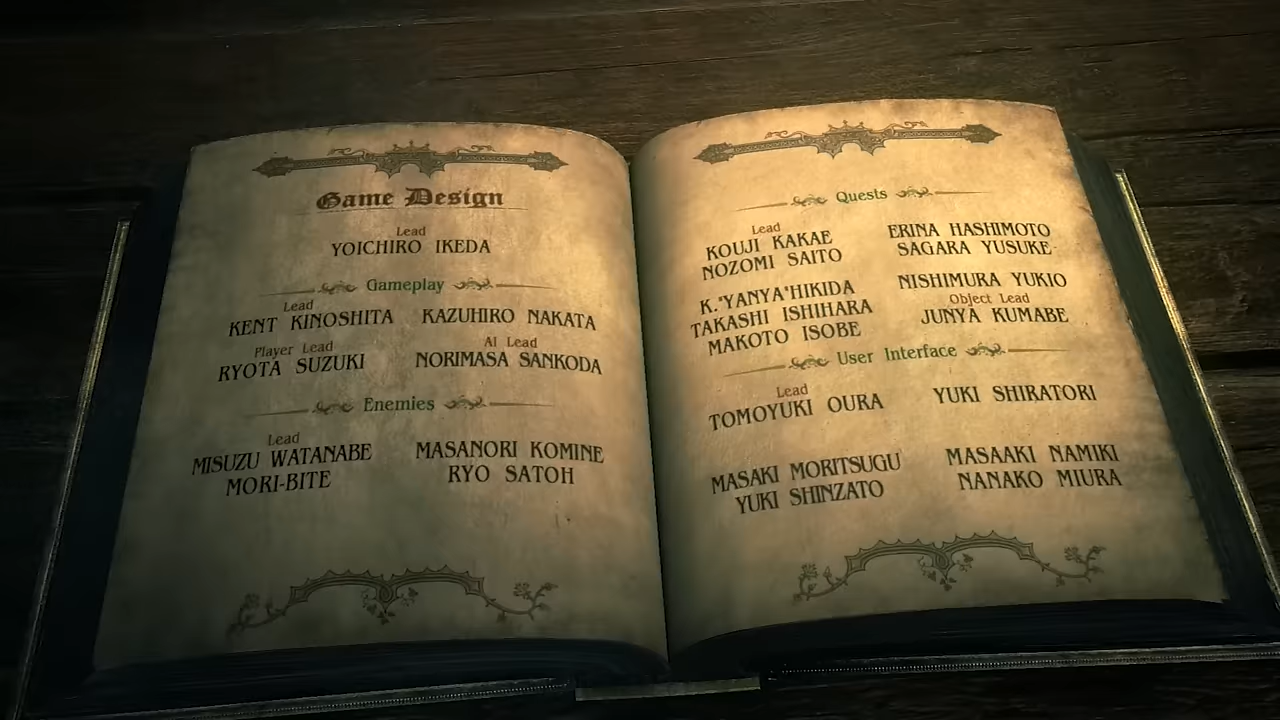 Game Design
Lead
YOICHIRO IKEDA
Gameplay
Lead
KENT KINOSHITA
KAZUHIRO NAKATA
Player Lead
RYOTA SUZUKI
AI Lead
NORIMASA SANKODA
Enemies
Lead
MISUZU WATANABE
MORI-BITE
MASANORI KOMINE
RYO SATOH
Quests
Lead
KOUJI KAKAE
NOZOMI SAITO
ERINA HASHIMOTO
SAGARA YUSUKE
K."YANYA"HIKIDA
TAKASHI ISHIHARA
MAKOTO ISOBE
NISHIMURA YUKIO
Object Lead
JUNYA KUMABE
User Interface
Lead
TOMOYUKI OURA
YUKI SHIRATORI
MASAKI MORITSUGU
YUKI SHINZATO
MASAAKI NAMIKI
NANAKO MIURA